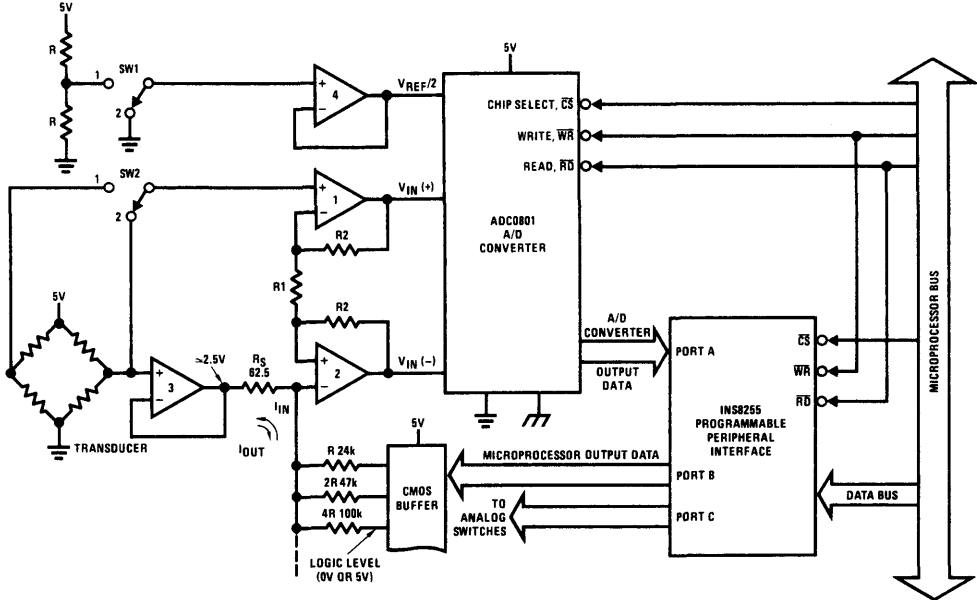 5V
R
1
SW1
2
R
+
−
4
VREF/2
5V
CHIP SELECT, CS
WRITE, WR
READ, RD
ADC0801
A/D
CONVERTER
1
SW2
2
+
−
1
VIN (+)
R2
R1
R2
+
−
2
VIN (−)
5V
TRANSDUCER
+
−
3
≃2.5V
RS
62.5
IIN
IOUT
R 24k
2R 47k
4R 100k
LOGIC LEVEL
(0V OR 5V)
5V
CMOS
BUFFER
A/D
CONVERTER
OUTPUT
DATA
MICROPROCESSOR OUTPUT DATA
TO
ANALOG
SWITCHES
PORT A
PORT B
PORT C
CS
WR
RD
INS8255
PROGRAMMABLE
PERIPHERAL
INTERFACE
DATA BUS
MICROPROCESSOR BUS